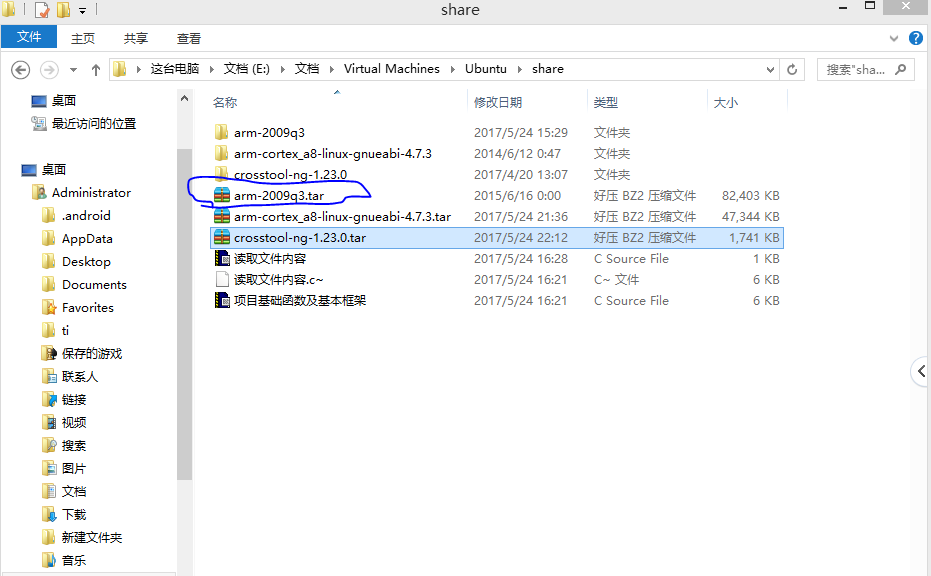 share
文件 主页 共享 查看
这台电脑 文档 (E:) 文档 Virtual Machines Ubuntu share 搜索"sha...
名称 修改日期 类型 大小
桌面
最近访问的位置
桌面
Administrator
.android
AppData
Desktop
Documents
Favorites
ti
保存的游戏
联系人
链接
视频
搜索
图片
文档
下载
新建文件夹
音乐
arm-2009q3 2017/5/24 15:29 文件夹
arm-cortex_a8-linux-gnueabi-4.7.3 2014/6/12 0:47 文件夹
crosstool-ng-1.23.0 2017/4/20 13:07 文件夹
arm-2009q3.tar 2015/6/16 0:00 好压 BZ2 压缩文件 82,403 KB
arm-cortex_a8-linux-gnueabi-4.7.3.tar 2017/5/24 21:36 好压 BZ2 压缩文件 47,344 KB
crosstool-ng-1.23.0.tar 2017/5/24 22:12 好压 BZ2 压缩文件 1,741 KB
读取文件内容 2017/5/24 16:28 C Source File 1 KB
读取文件内容.c~ 2017/5/24 16:21 C~ 文件 6 KB
项目基础函数及基本框架 2017/5/24 16:21 C Source File 6 KB